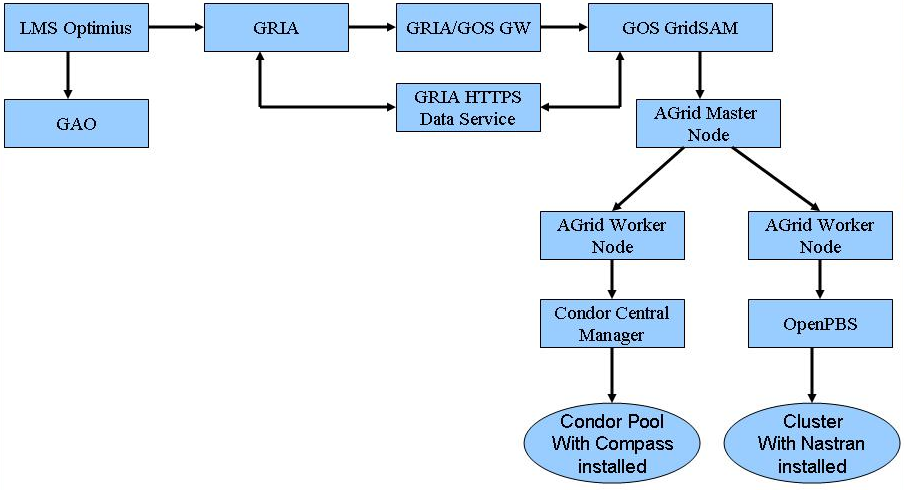 LMS Optimius
GRIA
GRIA/GOS GW
GOS GridSAM
GAO
GRIA HTTPS
Data Service
AGrid Master
Node
AGrid Worker
Node
AGrid Worker
Node
Condor Central
Manager
OpenPBS
Condor Pool
With Compass
installed
Cluster
With Nastran
installed